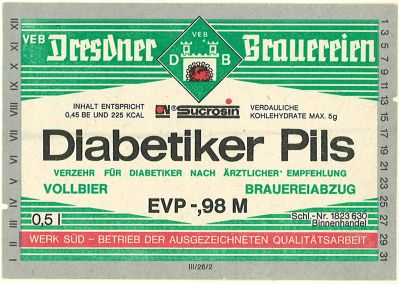 VEB Dresdner Brauereien
VEB
D B
INHALT ENTSPRICHT
0,45 BE UND 225 KCAL
N® Sucrosin
VERDAULICHE
KOHLEHYDRATE MAX. 5g
Diabetiker Pils
VERZEHR FÜR DIABETIKER NACH ÄRZTLICHER EMPFEHLUNG
VOLLBIER BRAUEREIABZUG
EVP -,98 M
0,5 l
Schl.-Nr. 1823 630
Binnenhandel
WERK SÜD – BETRIEB DER AUSGEZEICHNETEN QUALITÄTSARBEIT
III/26/2
I II III IV V VI VII VIII IX X XI XII
1 3 5 7 9 11 13 15 17 19 21 23 25 27 29 31